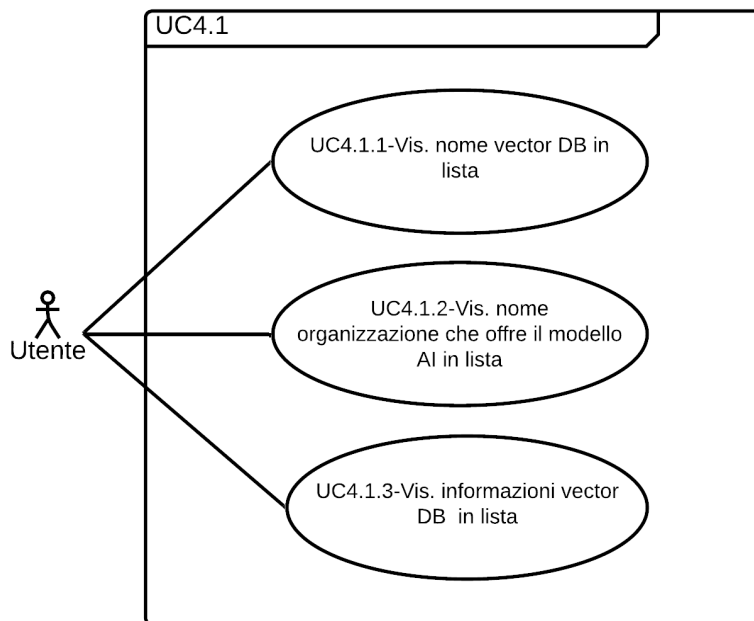 UC4.1
UC4.1.1-Vis. nome vector DB in
lista
UC4.1.2-Vis. nome
organizzazione che offre il modello
AI in lista
Utente
UC4.1.3-Vis. informazioni vector
DB  in lista